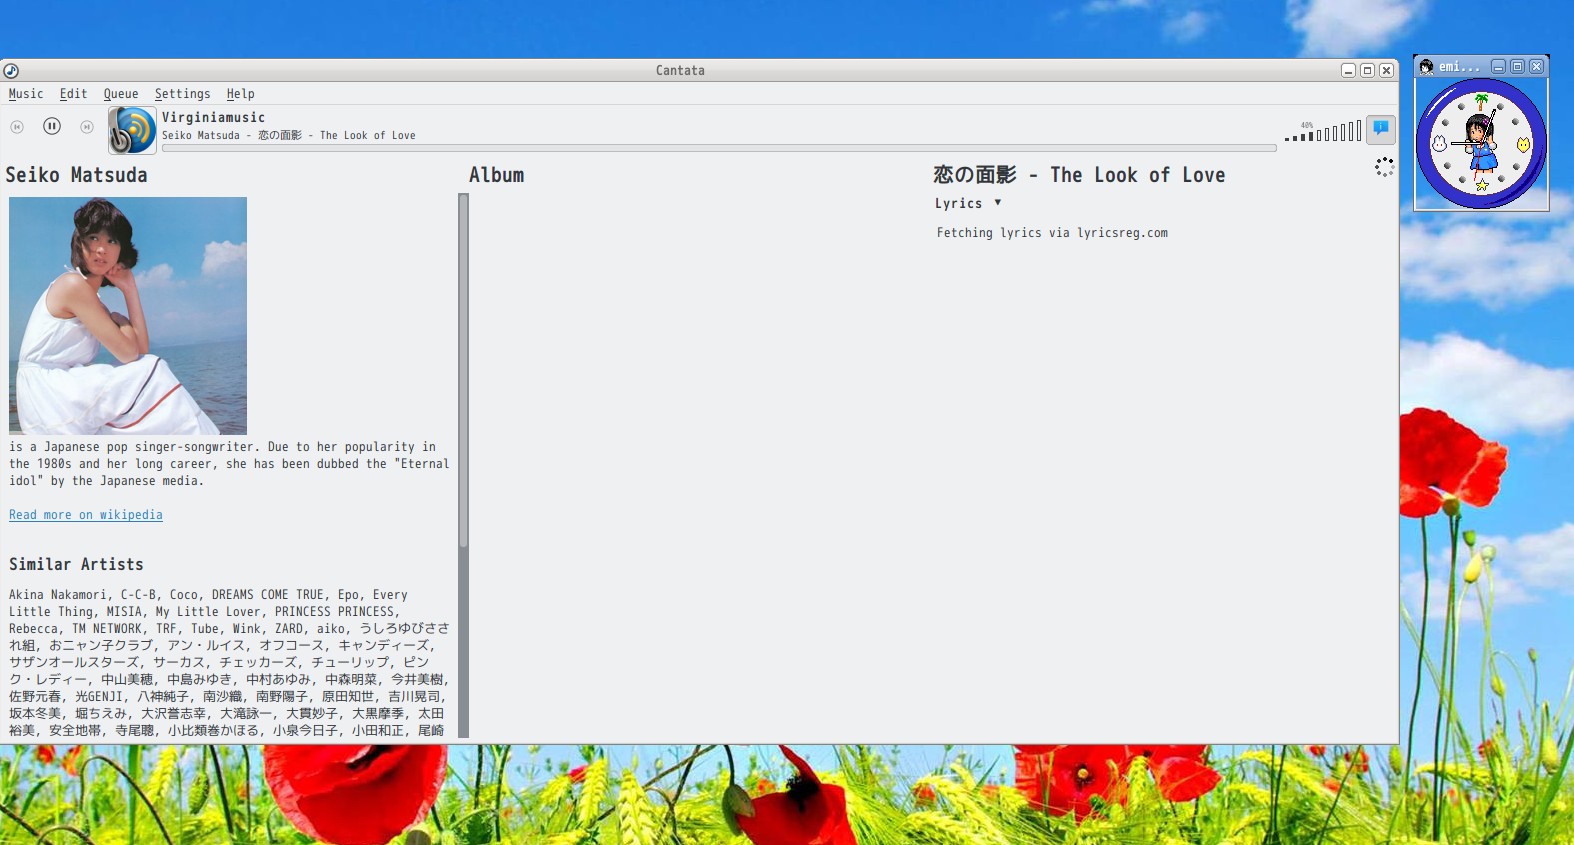 Cantata
emi...
Music Edit Queue Settings Help
Virginiamusic
Seiko Matsuda - 恋の面影 - The Look of Love
40%
Seiko Matsuda
Album
恋の面影 - The Look of Love
Lyrics ▼
Fetching lyrics via lyricsreg.com
is a Japanese pop singer-songwriter. Due to her popularity in
the 1980s and her long career, she has been dubbed the "Eternal
idol" by the Japanese media.
Read more on wikipedia
Similar Artists
Akina Nakamori, C-C-B, Coco, DREAMS COME TRUE, Epo, Every
Little Thing, MISIA, My Little Lover, PRINCESS PRINCESS,
Rebecca, TM NETWORK, TRF, Tube, Wink, ZARD, aiko, うしろゆびささ
れ組, おニャン子クラブ, アン・ルイス, オフコース, キャンディーズ,
サザンオールスターズ, サーカス, チェッカーズ, チューリップ, ピン
ク・レディー, 中山美穂, 中島みゆき, 中村あゆみ, 中森明菜, 今井美樹,
佐野元春, 光GENJI, 八神純子, 南沙織, 南野陽子, 原田知世, 吉川晃司,
坂本冬美, 堀ちえみ, 大沢誉志幸, 大滝詠一, 大貫妙子, 大黒摩季, 太田
裕美, 安全地帯, 寺尾聰, 小比類巻かほる, 小泉今日子, 小田和正, 尾崎